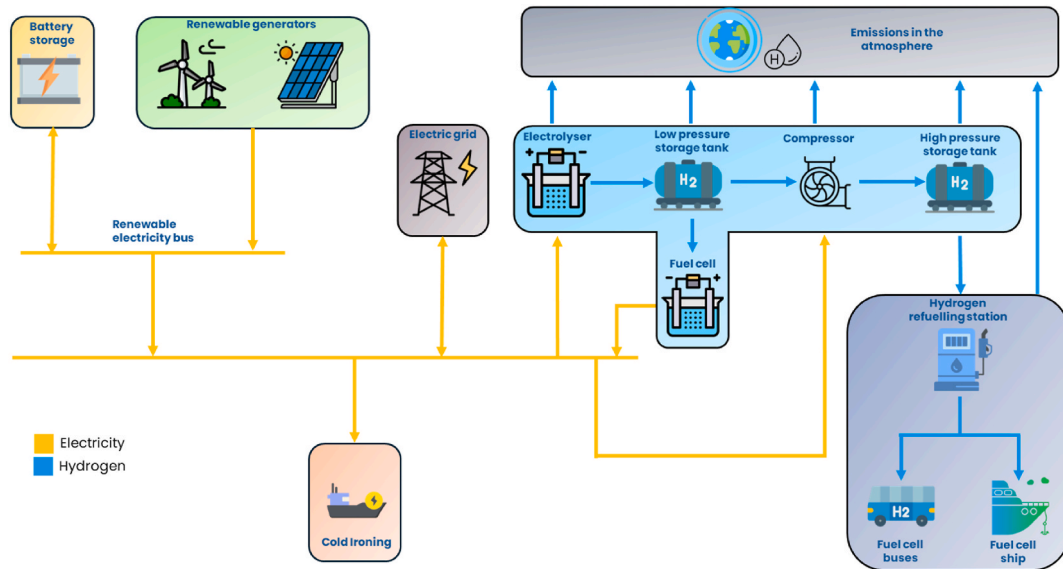 Battery
storage
Renewable generators
Emissions in the
atmosphere
H
Electric grid
Electrolyser
+ −
Low pressure
storage tank
H2
Compressor
High pressure
storage tank
H2
Renewable
electricity bus
Fuel cell
− +
Hydrogen
refuelling station
Electricity
Hydrogen
Cold Ironing
H2
Fuel cell
buses
Fuel cell
ship